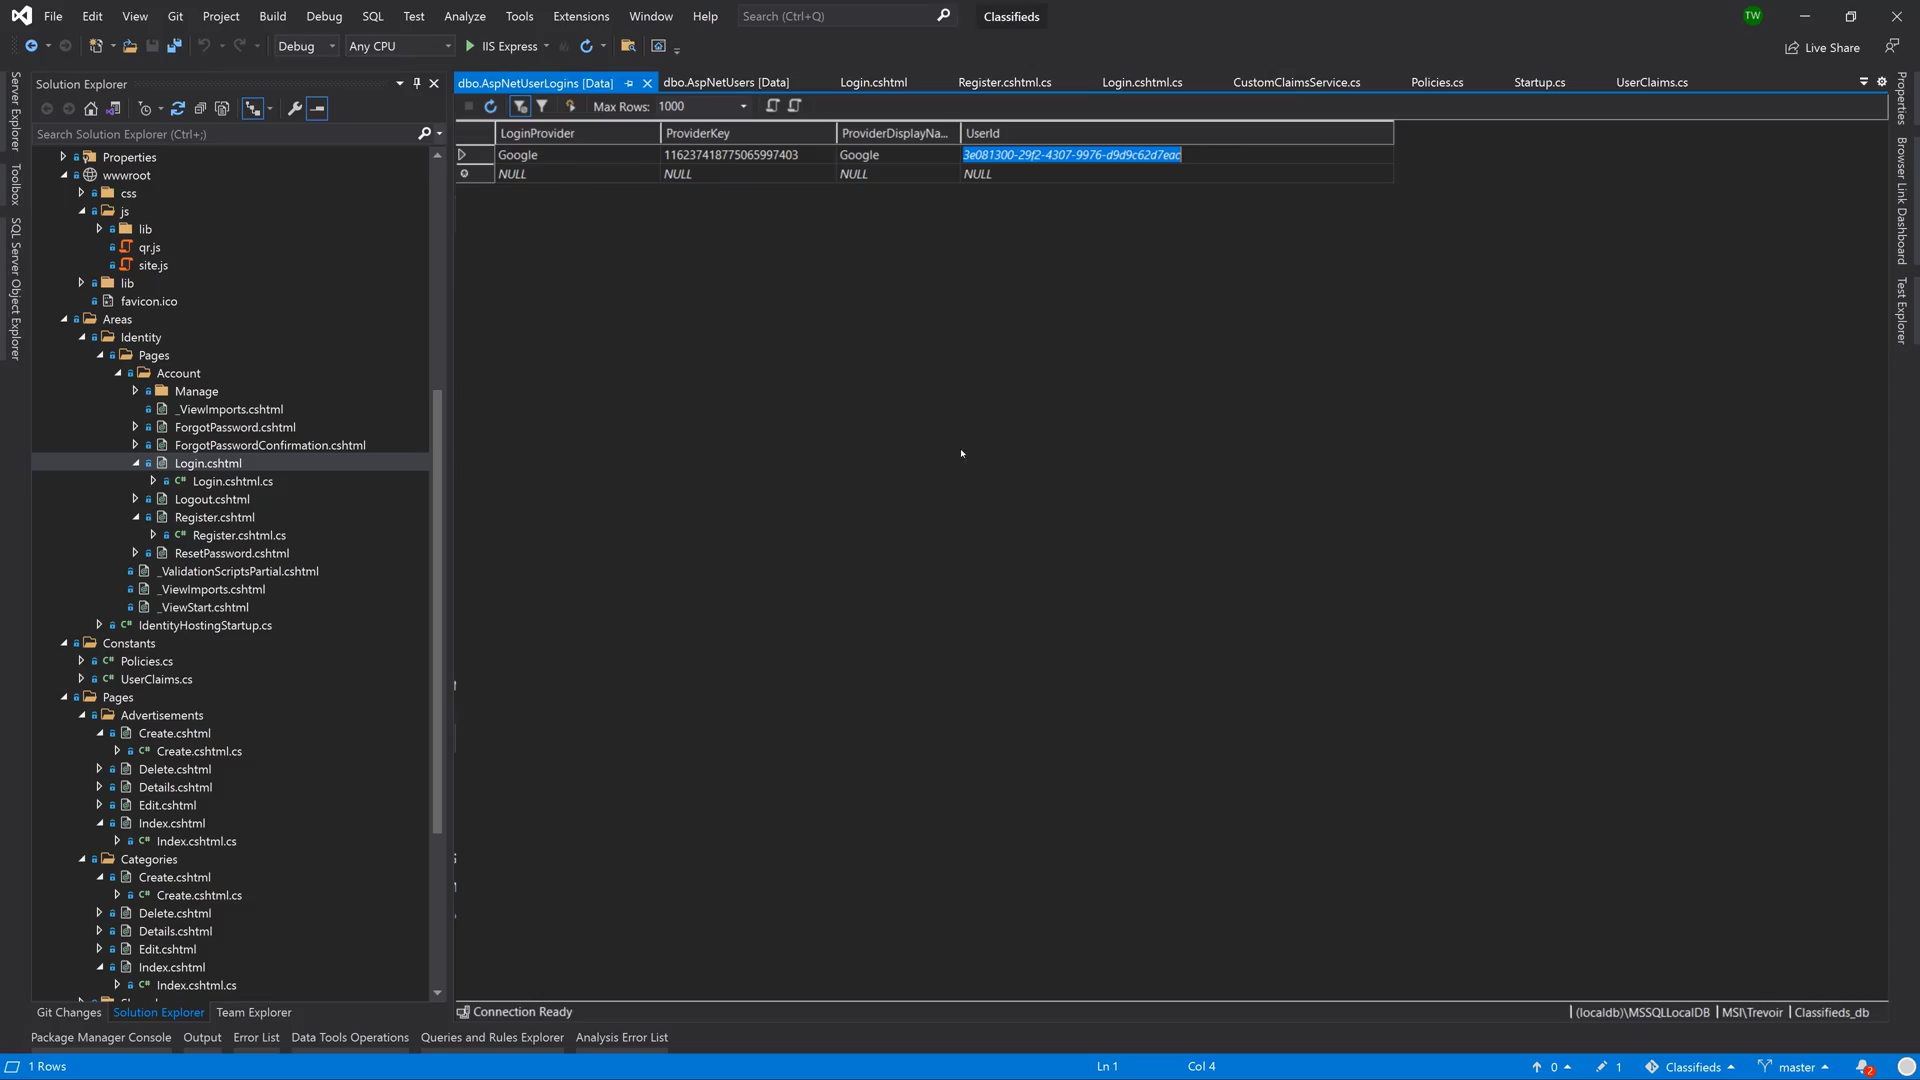 File Edit View Git Project Build Debug SQL Test Analyze Tools Extensions Window Help Search (Ctrl+Q) Classifieds TW
Debug Any CPU IIS Express Live Share
Server Explorer
Toolbox
SQL Server Object Explorer
Solution Explorer
Search Solution Explorer (Ctrl+;)
Properties
wwwroot
css
js
lib
qr.js
site.js
lib
favicon.ico
Areas
Identity
Pages
Account
Manage
_ViewImports.cshtml
ForgotPassword.cshtml
ForgotPasswordConfirmation.cshtml
Login.cshtml
C# Login.cshtml.cs
Logout.cshtml
Register.cshtml
C# Register.cshtml.cs
ResetPassword.cshtml
_ValidationScriptsPartial.cshtml
_ViewImports.cshtml
_ViewStart.cshtml
C# IdentityHostingStartup.cs
Constants
C# Policies.cs
C# UserClaims.cs
Pages
Advertisements
Create.cshtml
C# Create.cshtml.cs
Delete.cshtml
Details.cshtml
Edit.cshtml
Index.cshtml
C# Index.cshtml.cs
Categories
Create.cshtml
C# Create.cshtml.cs
Delete.cshtml
Details.cshtml
Edit.cshtml
Index.cshtml
C# Index.cshtml.cs
Git Changes Solution Explorer Team Explorer
dbo.AspNetUserLogins [Data] dbo.AspNetUsers [Data] Login.cshtml Register.cshtml.cs Login.cshtml.cs CustomClaimsService.cs Policies.cs Startup.cs UserClaims.cs
Max Rows: 1000
LoginProvider ProviderKey ProviderDisplayNa... UserId
Google 116237418775065997403 Google 3e081300-29f2-4307-9976-d9d9c62d7eac
NULL NULL NULL NULL
Connection Ready (localdb)\MSSQLLocalDB MSI\Trevoir Classifieds_db
Properties
Browser Link Dashboard
Test Explorer
Package Manager Console Output Error List Data Tools Operations Queries and Rules Explorer Analysis Error List
1 Rows Ln 1 Col 4 0 1 Classifieds master 2